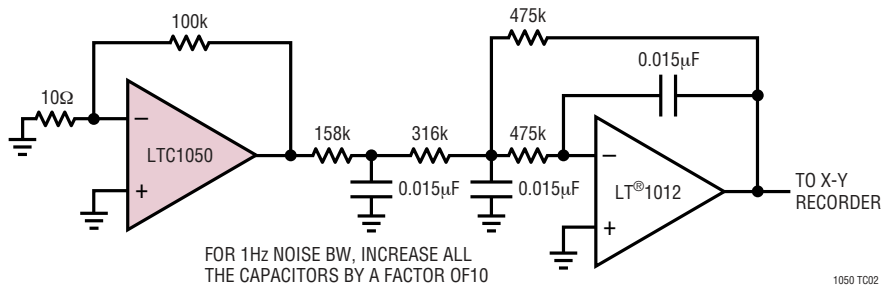 100k
475k
0.015µF
10Ω
–
LTC1050
+
158k
316k
475k
0.015µF
0.015µF
–
LT®1012
+
TO X-Y
RECORDER
FOR 1Hz NOISE BW, INCREASE ALL
THE CAPACITORS BY A FACTOR OF10
1050 TC02